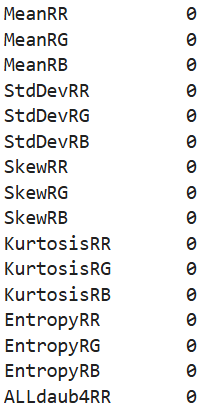 MeanRR 0
MeanRG 0
MeanRB 0
StdDevRR 0
StdDevRG 0
StdDevRB 0
SkewRR 0
SkewRG 0
SkewRB 0
KurtosisRR 0
KurtosisRG 0
KurtosisRB 0
EntropyRR 0
EntropyRG 0
EntropyRB 0
ALLdaub4RR 0